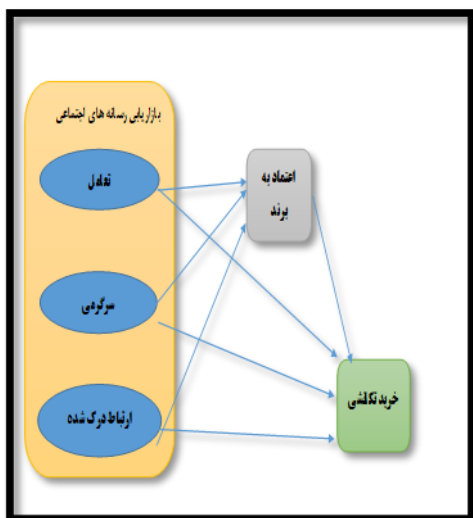 بازاریابی رسانه های اجتماعی
تعامل
اعتماد به
برند
سرگرمی
خرید تکانشی
ارتباط درک شده